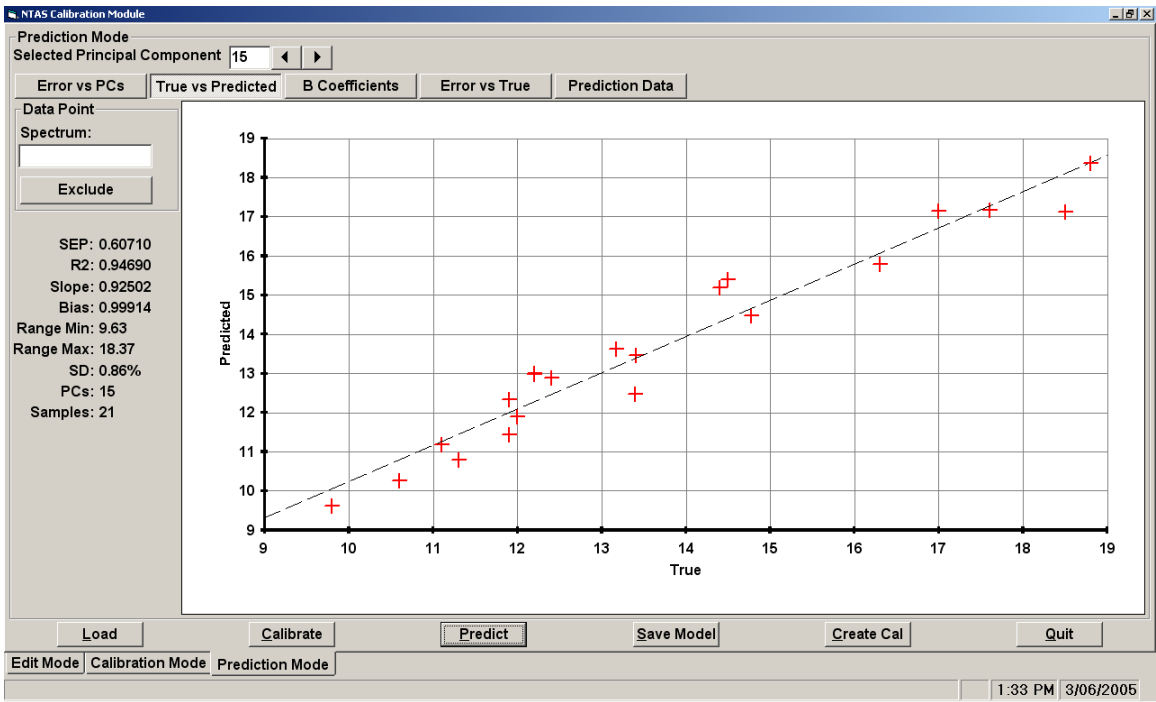 NTAS Calibration Module
Prediction Mode
Selected Principal Component 15
Error vs PCs True vs Predicted B Coefficients Error vs True Prediction Data
Data Point
Spectrum:
Exclude
SEP: 0.60710
R2: 0.94690
Slope: 0.92502
Bias: 0.99914
Range Min: 9.63
Range Max: 18.37
SD: 0.86%
PCs: 15
Samples: 21
19
18
17
16
15
14
13
12
11
10
9
Predicted
9 10 11 12 13 14 15 16 17 18 19
True
Load Calibrate Predict Save Model Create Cal Quit
Edit Mode Calibration Mode Prediction Mode
1:33 PM 3/06/2005